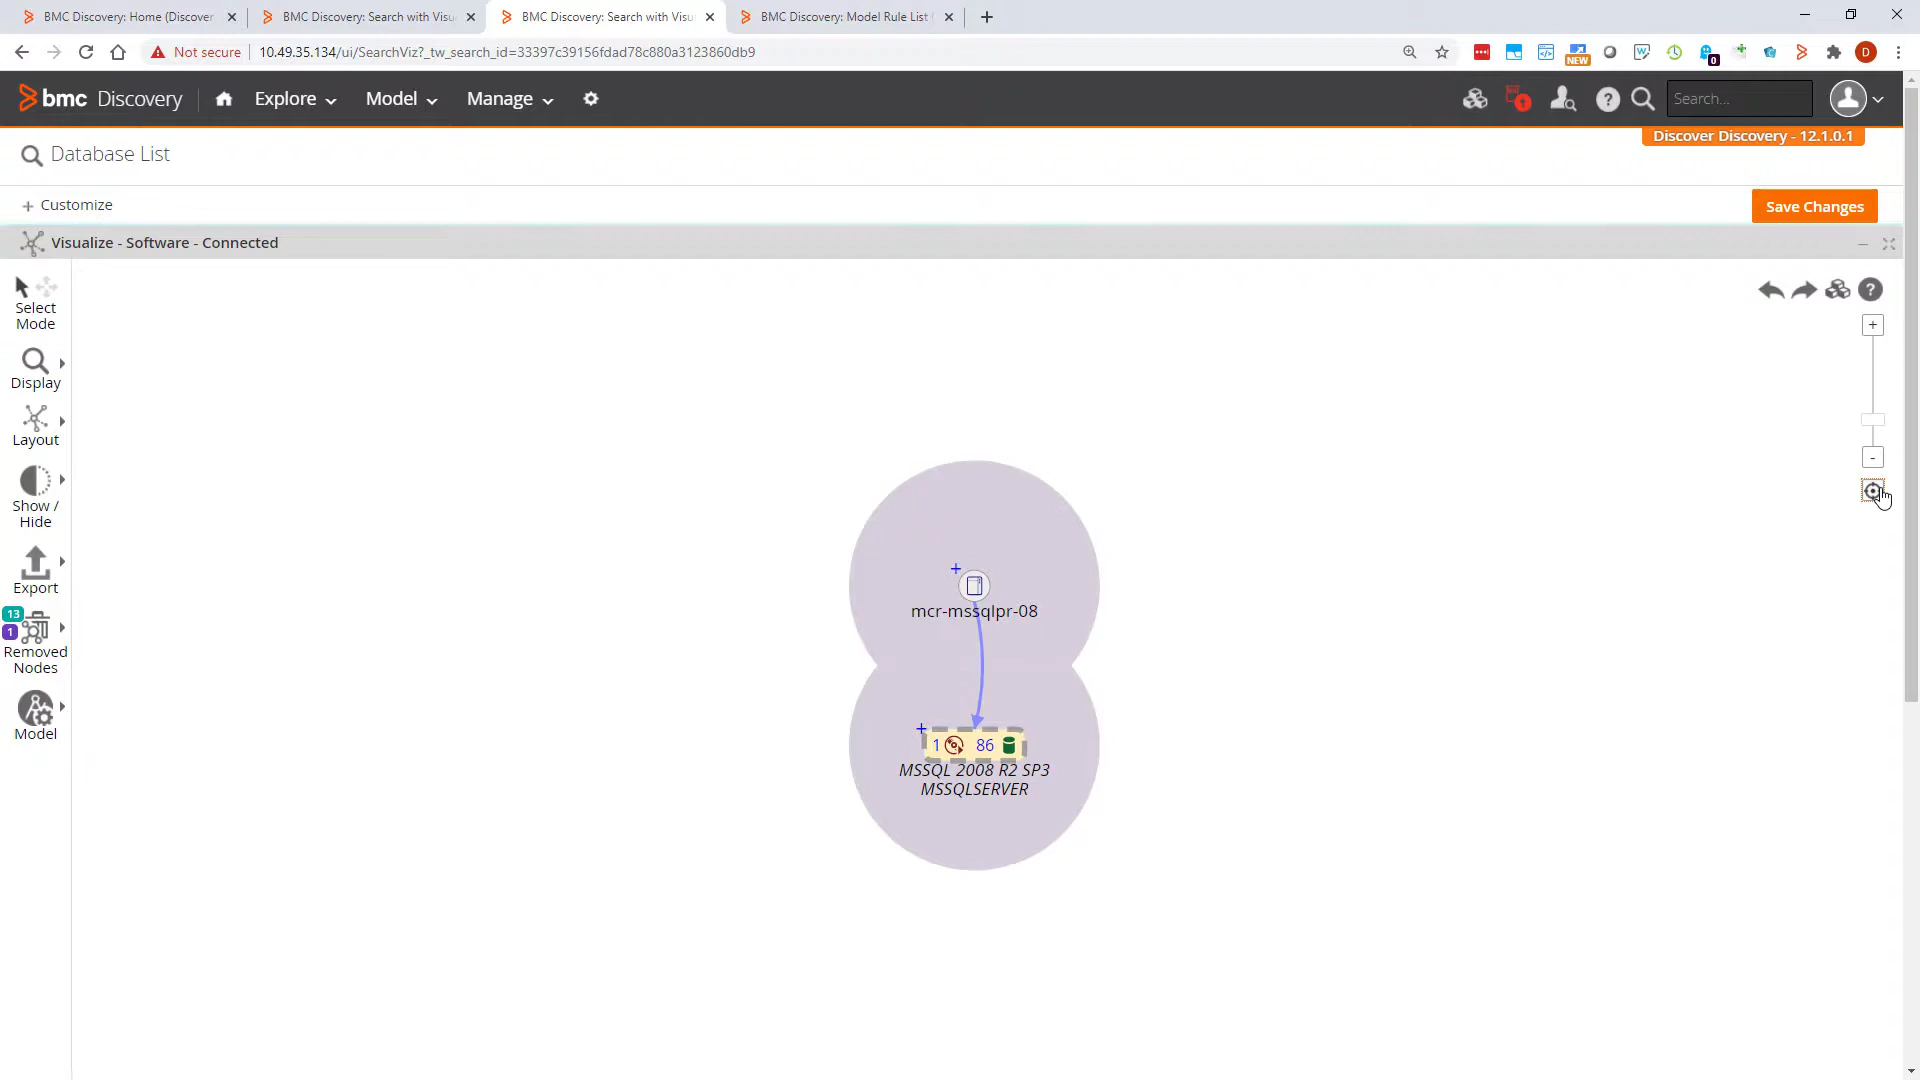 BMC Discovery: Home (Discover
BMC Discovery: Search with Visu
BMC Discovery: Search with Visu
BMC Discovery: Model Rule List
Not secure
10.49.35.134/ui/SearchViz?_tw_search_id=33397c39156fdad78c880a3123860db9
NEW
0
D
bmc Discovery
Explore
Model
Manage
Search...
Discover Discovery - 12.1.0.1
Database List
+ Customize
Save Changes
Visualize - Software - Connected
Select
Mode
Display
Layout
Show /
Hide
Export
13
1
Removed
Nodes
Model
+
-
+
mcr-mssqlpr-08
+
1 86
MSSQL 2008 R2 SP3
MSSQLSERVER